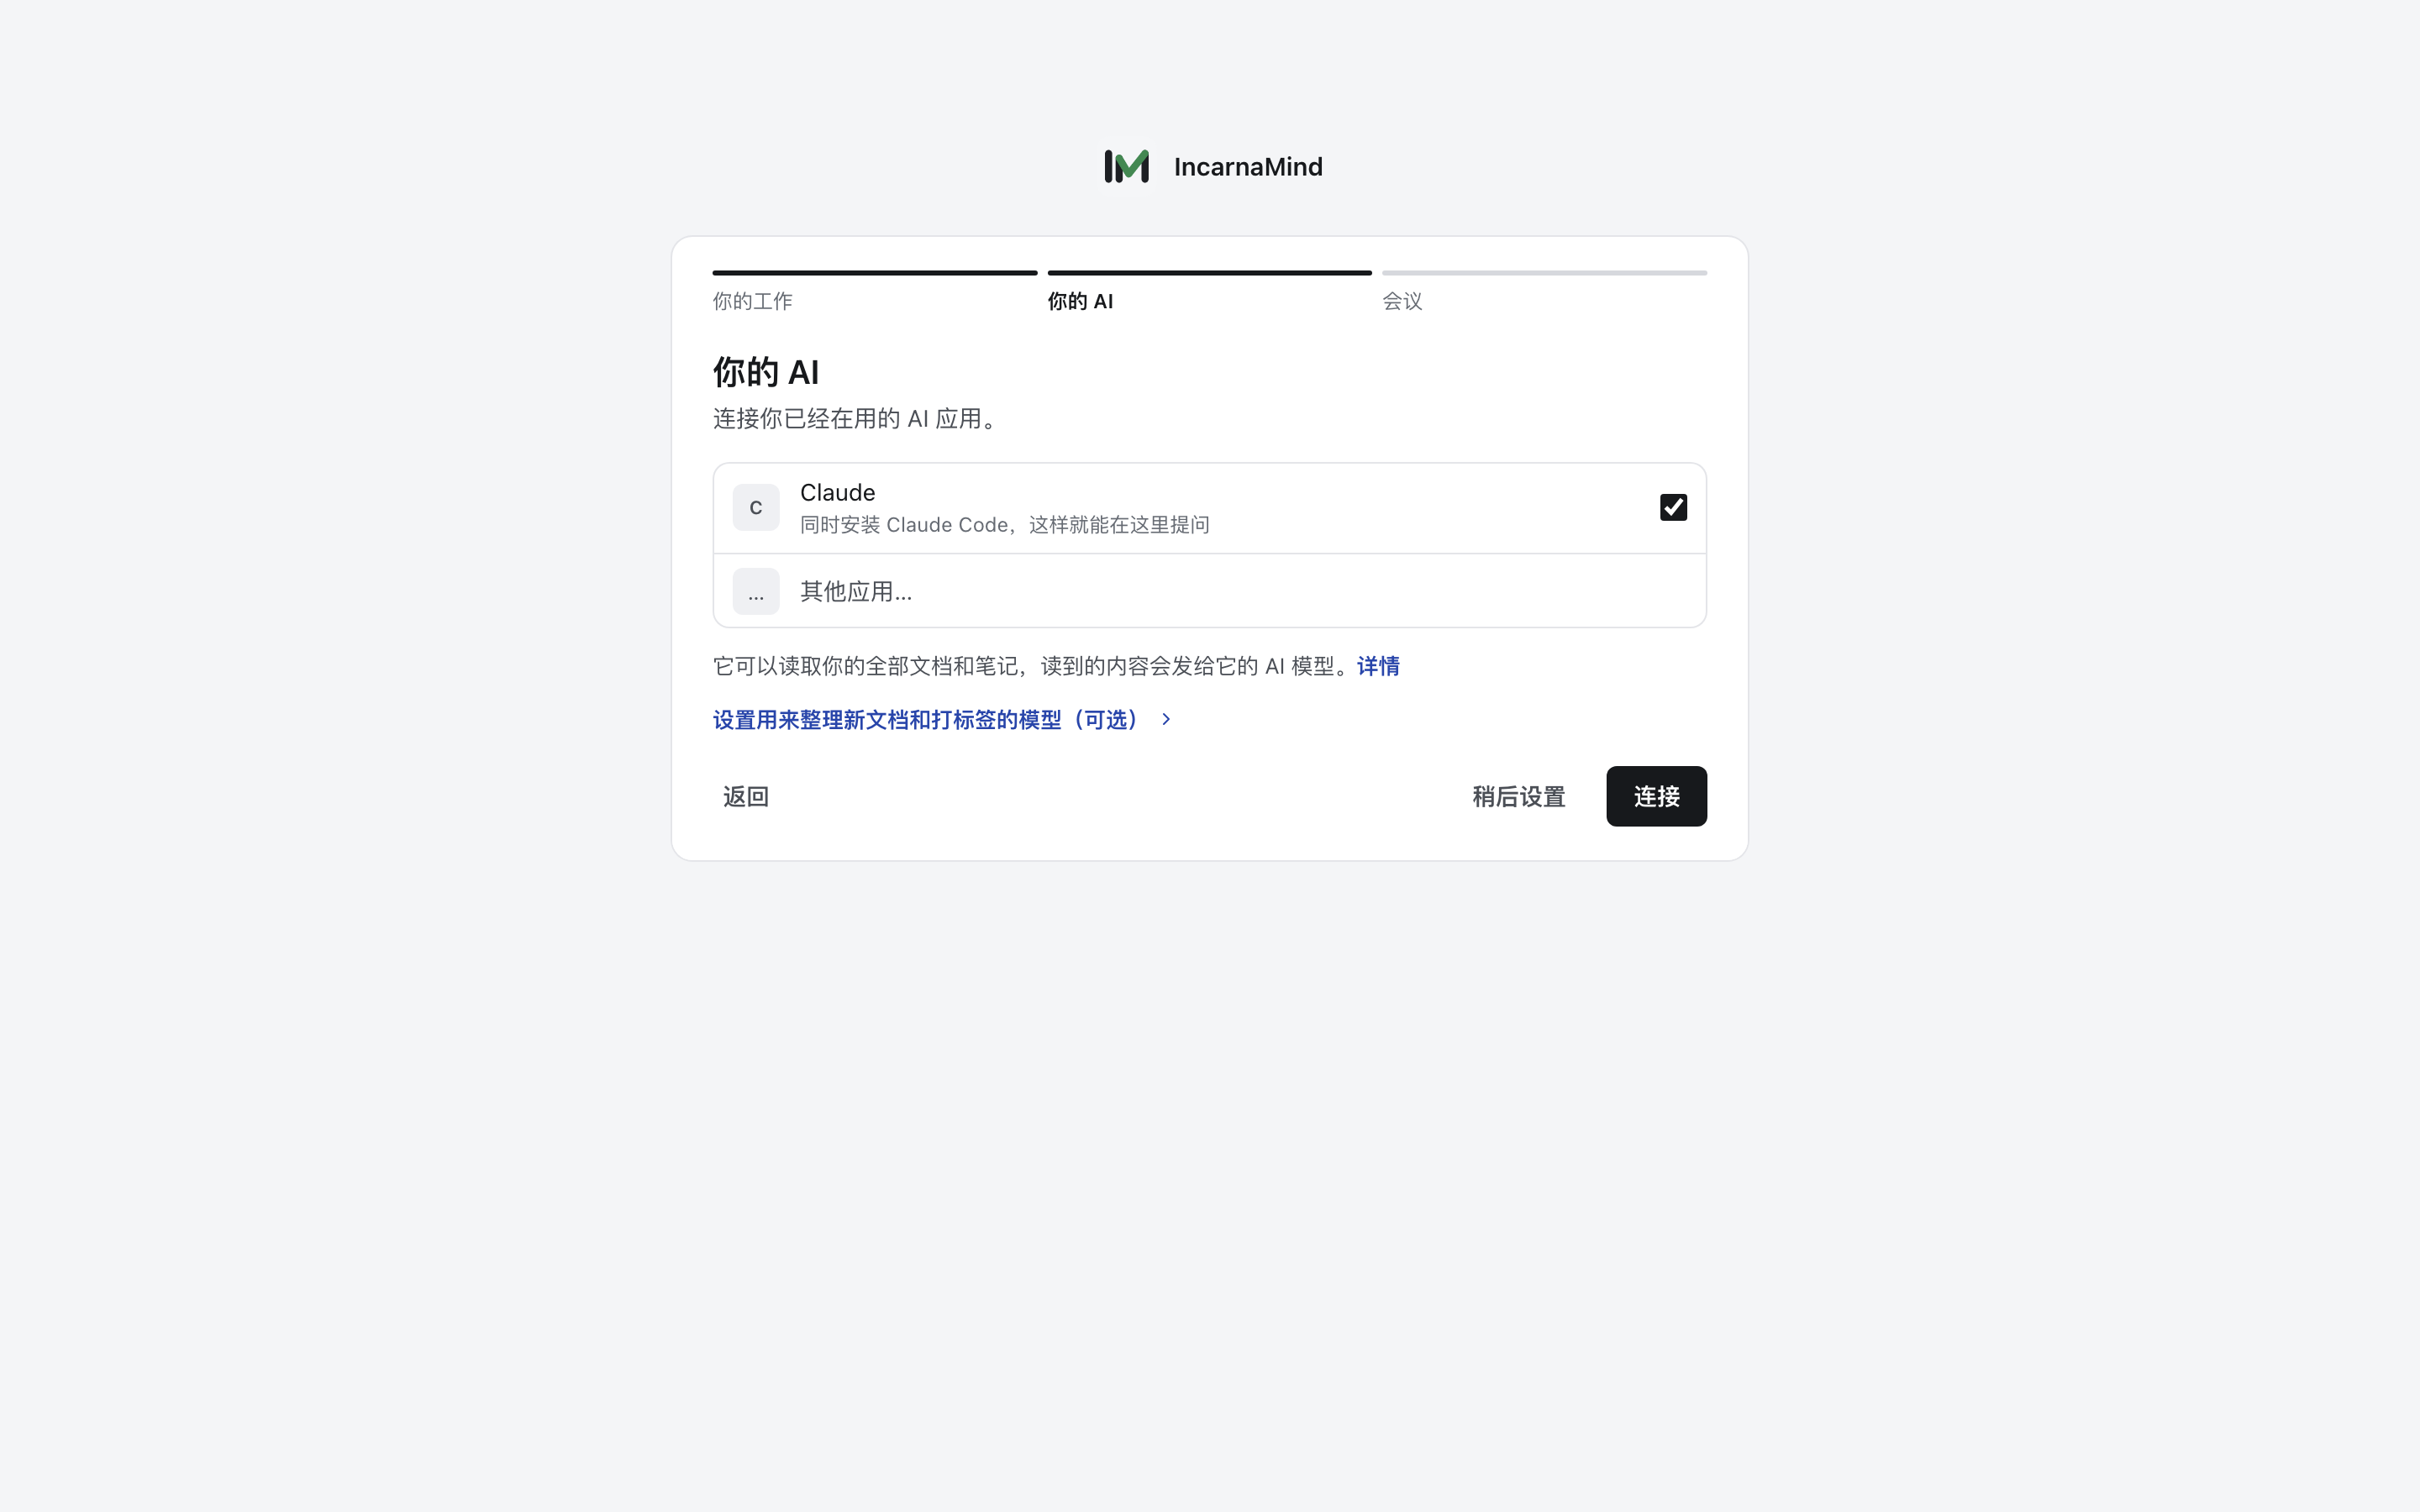 IncarnaMind
你的工作
你的 AI
会议
你的 AI
连接你已经在用的 AI 应用。
C
Claude
同时安装 Claude Code，这样就能在这里提问
...
其他应用...
它可以读取你的全部文档和笔记，读到的内容会发给它的 AI 模型。详情
设置用来整理新文档和打标签的模型（可选）
返回
稍后设置
连接